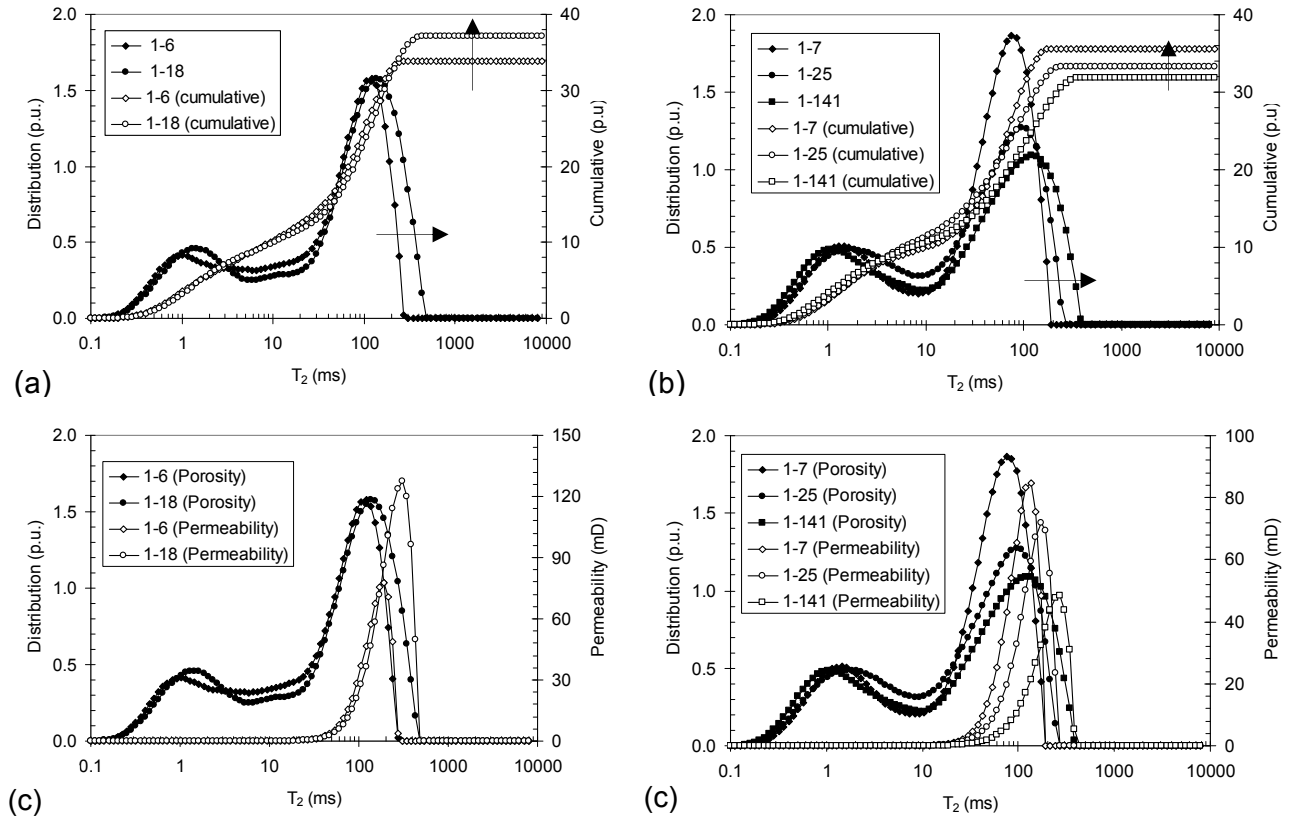 2.0
1.5
1.0
0.5
0.0
Distribution (p.u.)
1-6
1-18
1-6 (cumulative)
1-18 (cumulative)
40
30
20
10
0
Cumulative (p.u)
0.1 1 10 100 1000 10000
T2 (ms)
(a)
2.0
1.5
1.0
0.5
0.0
Distribution (p.u.)
1-7
1-25
1-141
1-7 (cumulative)
1-25 (cumulative)
1-141 (cumulative)
40
30
20
10
0
Cumulative (p.u)
0.1 1 10 100 1000 10000
T2 (ms)
(b)
2.0
1.5
1.0
0.5
0.0
Distribution (p.u.)
1-6 (Porosity)
1-18 (Porosity)
1-6 (Permeability)
1-18 (Permeability)
150
120
90
60
30
0
Permeability (mD)
0.1 1 10 100 1000 10000
T2 (ms)
(c)
2.0
1.5
1.0
0.5
0.0
Distribution (p.u.)
1-7 (Porosity)
1-25 (Porosity)
1-141 (Porosity)
1-7 (Permeability)
1-25 (Permeability)
1-141 (Permeability)
100
80
60
40
20
0
Permeability (mD)
0.1 1 10 100 1000 10000
T2 (ms)
(c)